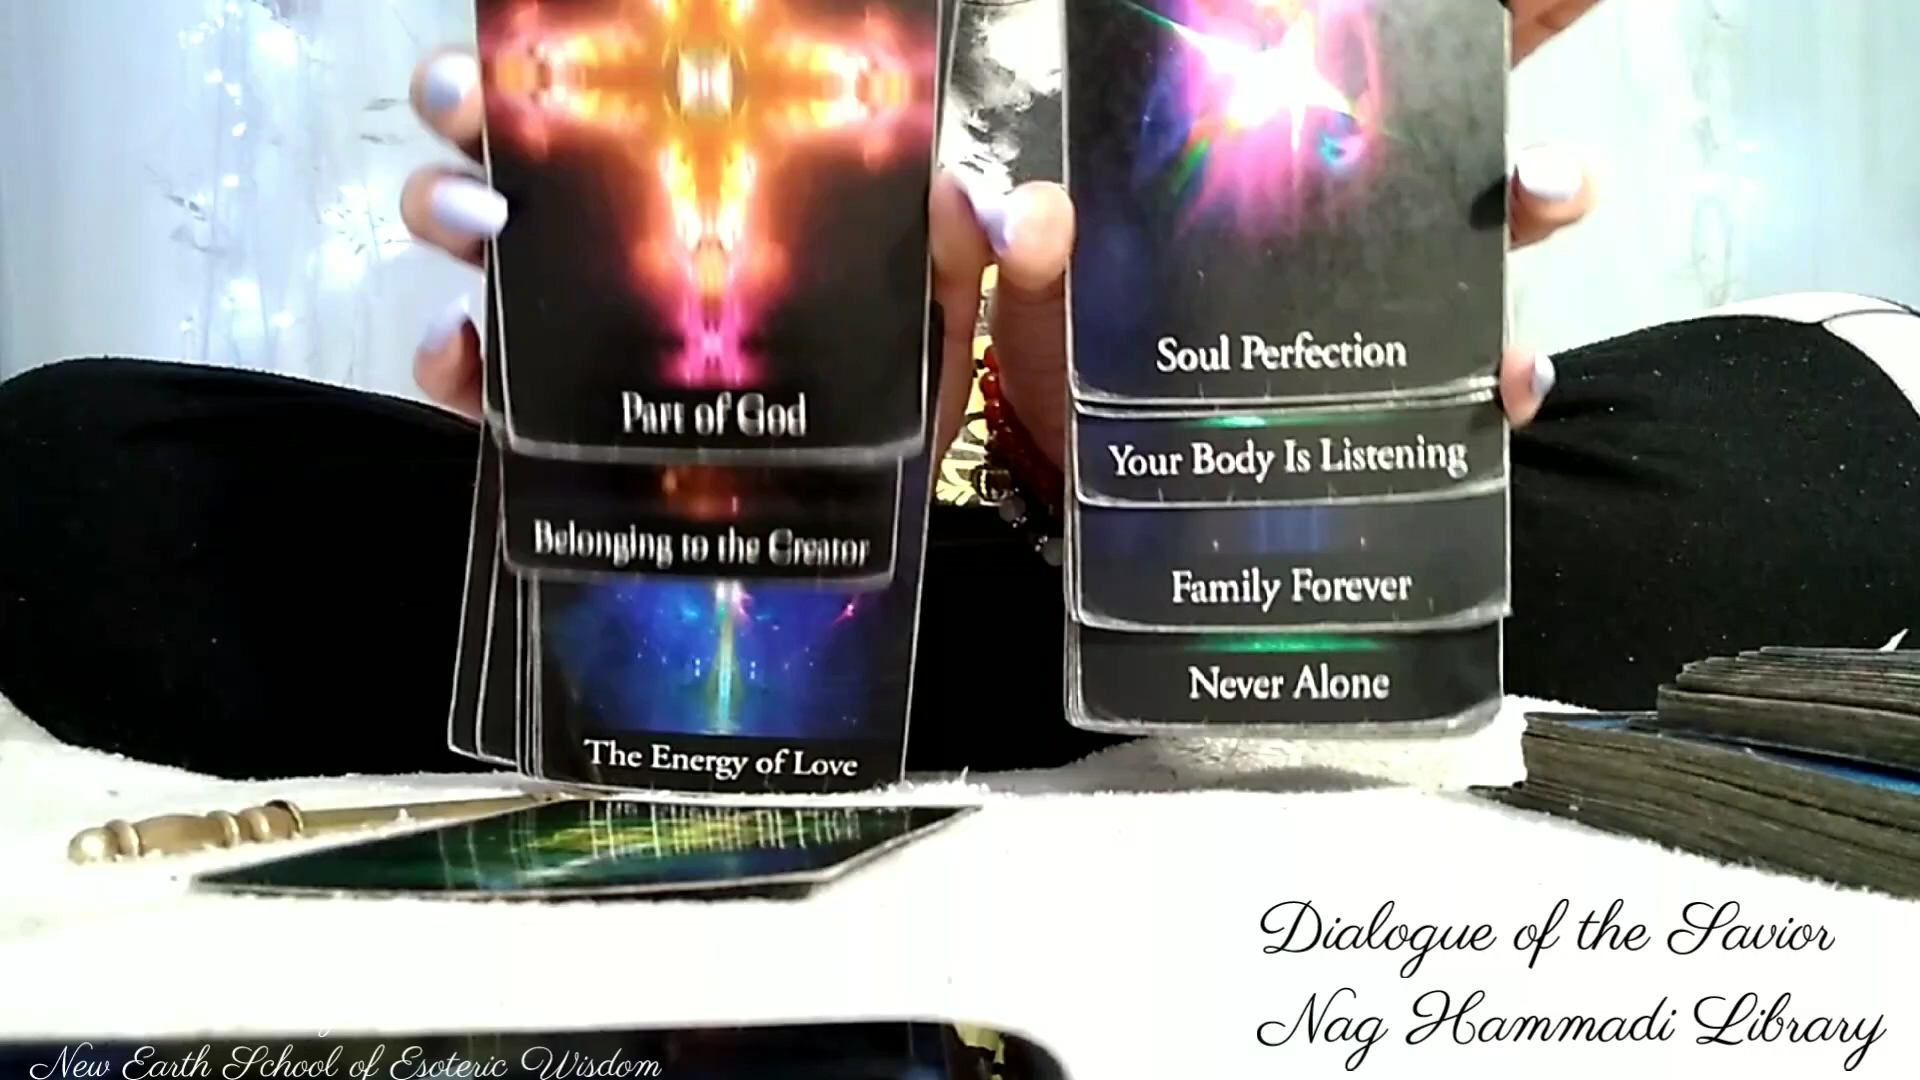 Part of God
Belonging to the Creator
The Energy of Love
Soul Perfection
Your Body Is Listening
Family Forever
Never Alone
Dialogue of the Savior
Nag Hammadi Library
New Earth School of Esoteric Wisdom